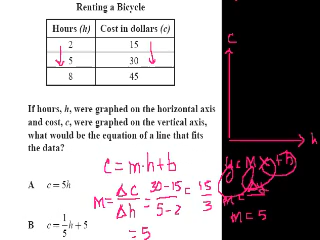 Renting a Bicycle
Hours (h) Cost in dollars (c)
2 15
5 30
8 45
If hours, h, were graphed on the horizontal axis
and cost, c, were graphed on the vertical axis,
what would be the equation of a line that fits
the data?
c = m·h + b
A c = 5h
M = Δc/Δh = 30-15/5-2 = 15/3
= 5
B c = 1/5 h + 5
c
h
y = M x + b
M = 5